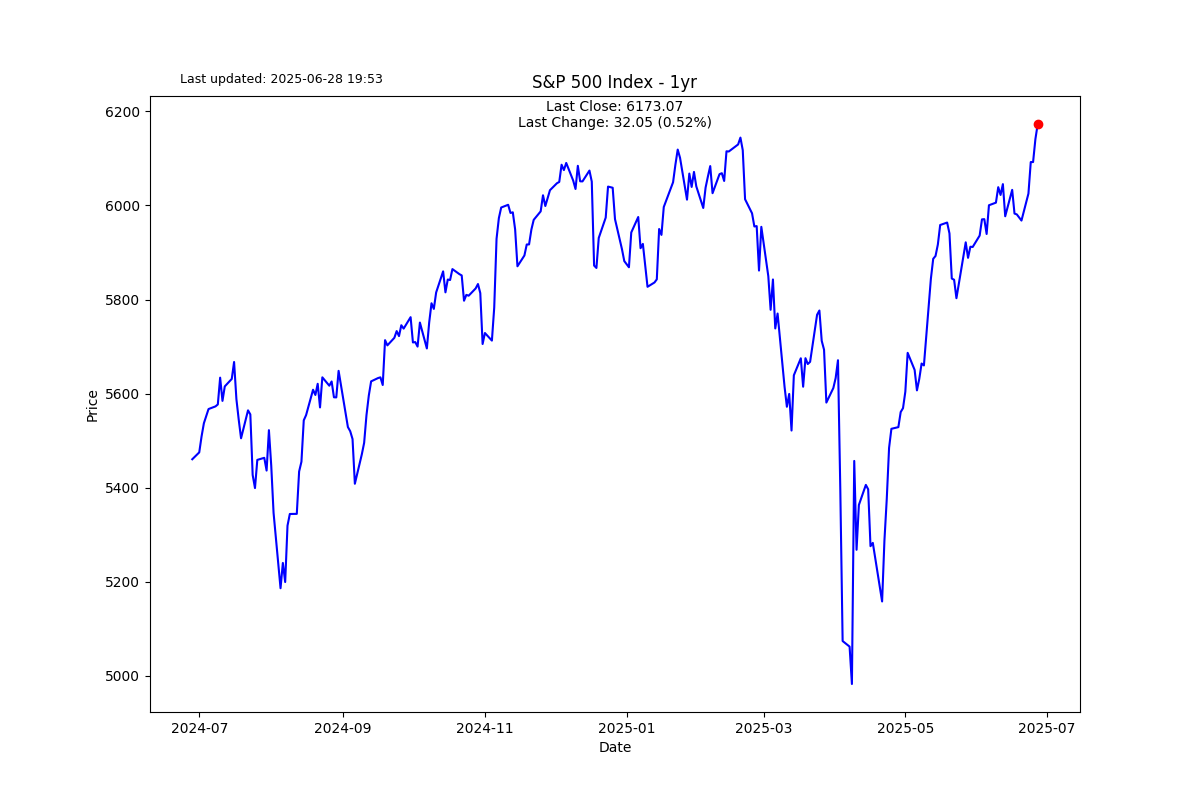 Last updated: 2025-06-28 19:53
S&P 500 Index - 1yr
Last Close: 6173.07
Last Change: 32.05 (0.52%)
6200
6000
5800
5600
5400
5200
5000
Price
2024-07
2024-09
2024-11
2025-01
2025-03
2025-05
2025-07
Date